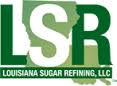 LSR
LOUISIANA SUGAR REFINING, LLC